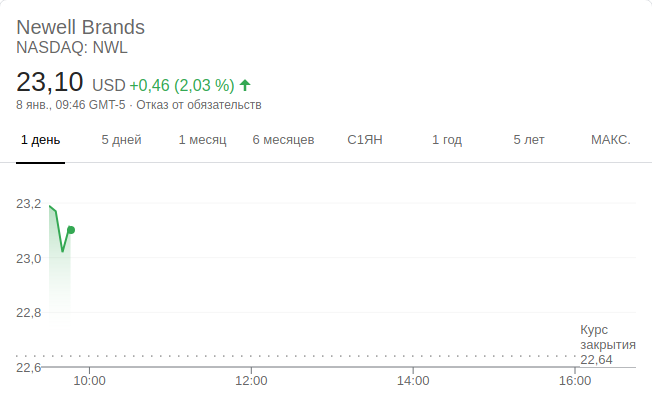 Newell Brands
NASDAQ: NWL
23,10 USD +0,46 (2,03 %)
8 янв., 09:46 GMT-5 · Отказ от обязательств
1 день 5 дней 1 месяц 6 месяцев С1ЯН 1 год 5 лет МАКС.
23,2
23,0
22,8
Курс
закрытия
22,64
22,6
10:00 12:00 14:00 16:00